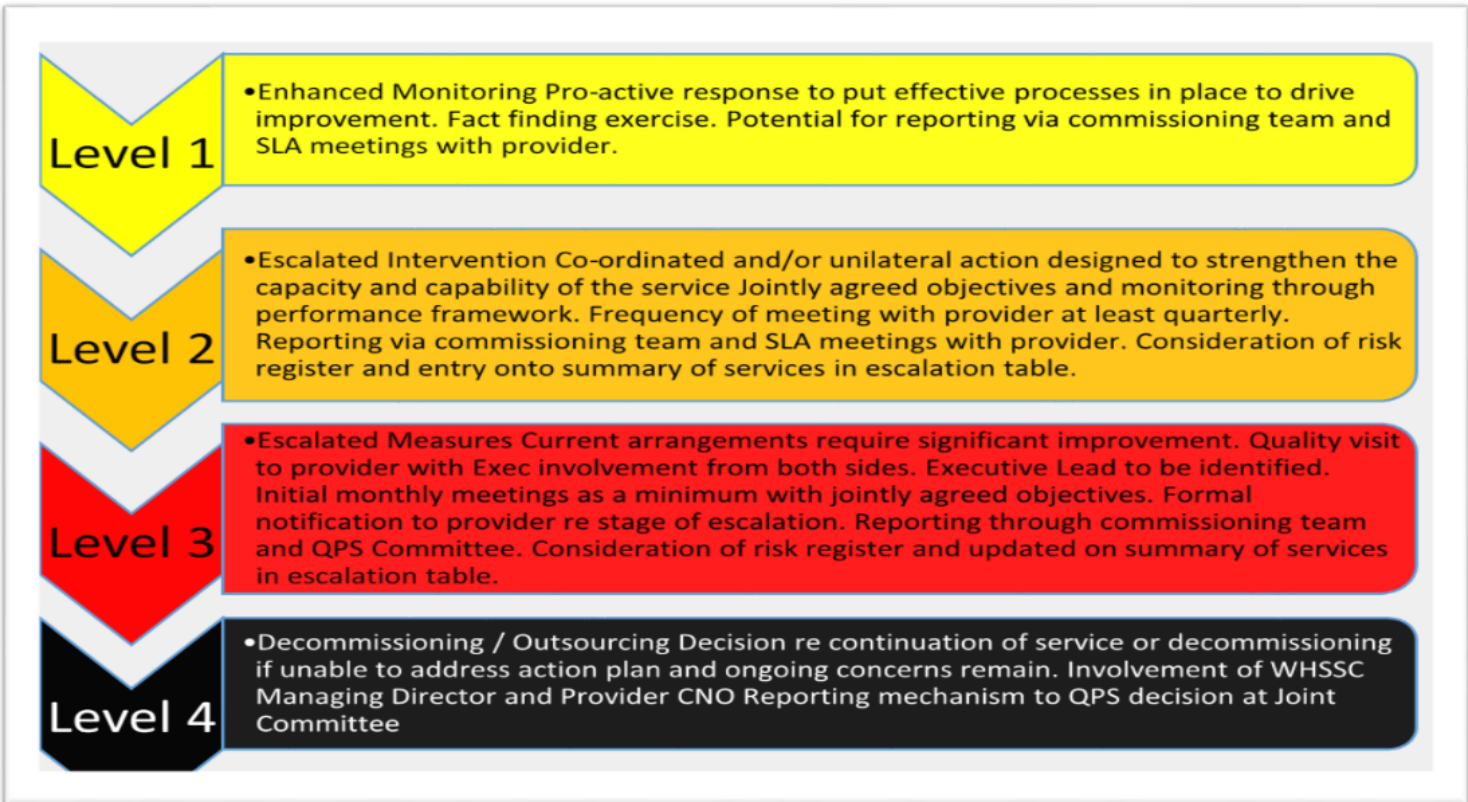 Level 1
•Enhanced Monitoring Pro-active response to put effective processes in place to drive
improvement. Fact finding exercise. Potential for reporting via commissioning team and
SLA meetings with provider.
Level 2
•Escalated Intervention Co-ordinated and/or unilateral action designed to strengthen the
capacity and capability of the service Jointly agreed objectives and monitoring through
performance framework. Frequency of meeting with provider at least quarterly.
Reporting via commissioning team and SLA meetings with provider. Consideration of risk
register and entry onto summary of services in escalation table.
Level 3
•Escalated Measures Current arrangements require significant improvement. Quality visit
to provider with Exec involvement from both sides. Executive Lead to be identified.
Initial monthly meetings as a minimum with jointly agreed objectives. Formal
notification to provider re stage of escalation. Reporting through commissioning team
and QPS Committee. Consideration of risk register and updated on summary of services
in escalation table.
Level 4
•Decommissioning / Outsourcing Decision re continuation of service or decommissioning
if unable to address action plan and ongoing concerns remain. Involvement of WHSSC
Managing Director and Provider CNO Reporting mechanism to QPS decision at Joint
Committee